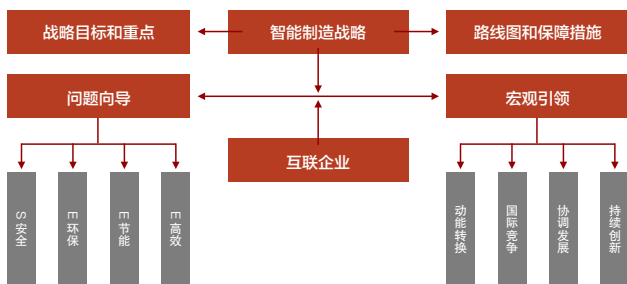 战略目标和重点
智能制造战略
路线图和保障措施
问题向导
宏观引领
互联企业
S安全
E环保
E节能
E高效
动能转换
国际竞争
协调发展
持续创新